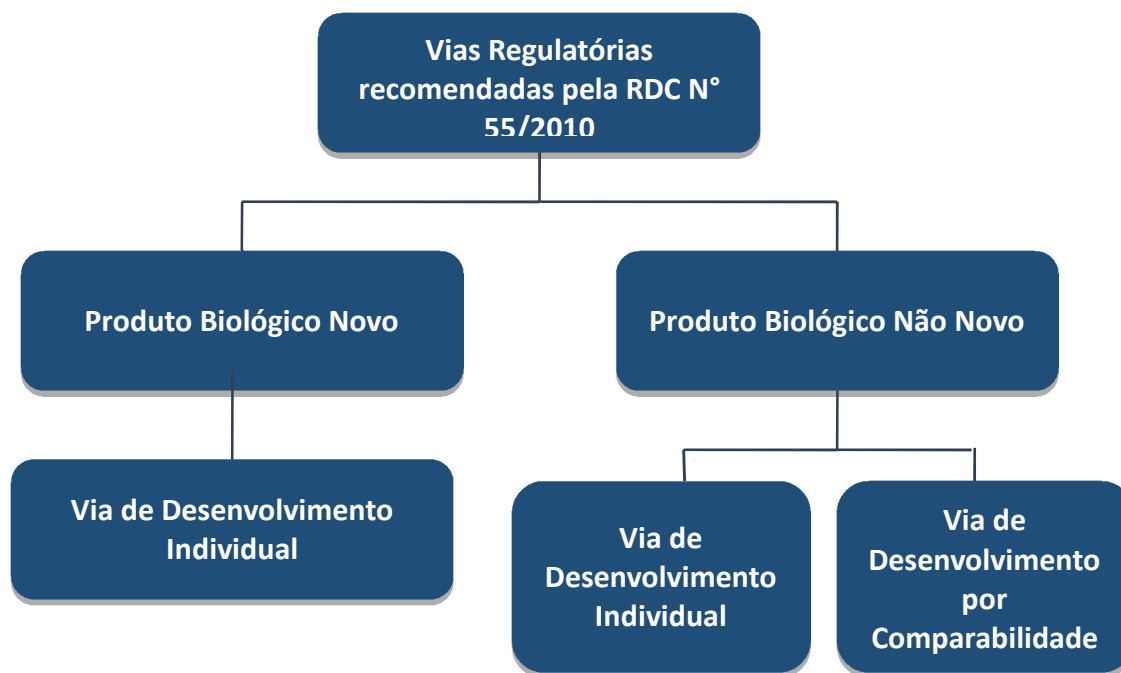 Vias Regulatórias
recomendadas pela RDC N°
55/2010
Produto Biológico Novo
Produto Biológico Não Novo
Via de Desenvolvimento
Individual
Via de
Desenvolvimento
Individual
Via de
Desenvolvimento
por
Comparabilidade